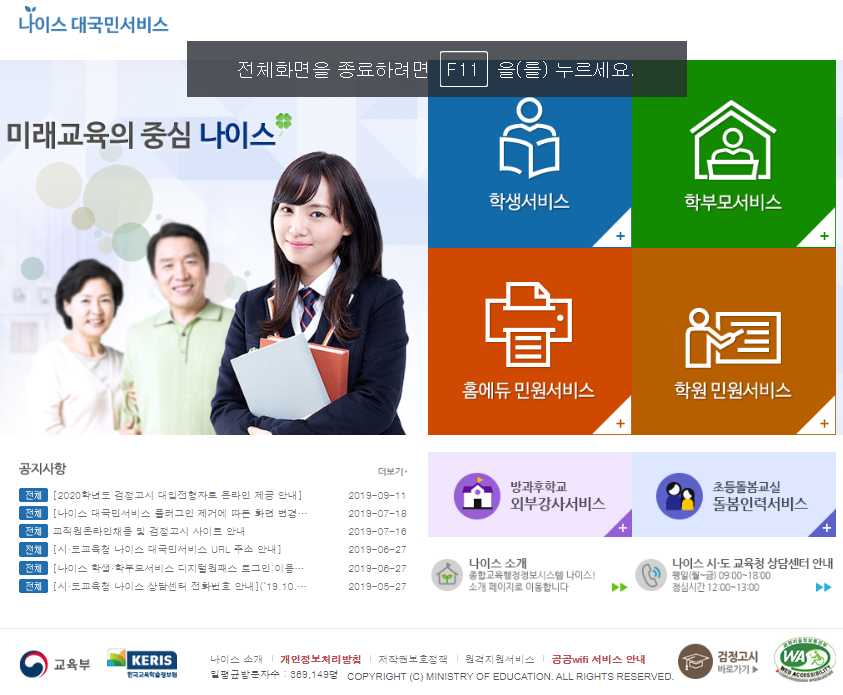 나이스 대국민서비스
전체화면을 종료하려면 F11 을(를) 누르세요.
미래교육의 중심 나이스
학생서비스
학부모서비스
홈에듀 민원서비스
학원 민원서비스
공지사항
더보기
전체 [2020학년도 검정고시 대입전형자료 온라인 제공 안내] 2019-09-11
전체 [나이스 대국민서비스 플러그인 제거에 따른 화면 변경… 2019-07-18
전체 교직원온라인채용 및 검정고시 사이트 안내 2019-07-16
전체 [시·도교육청 나이스 대국민서비스 URL 주소 안내] 2019-06-27
전체 [나이스 학생·학부모서비스 디지털원패스 로그인 이용… 2019-06-27
전체 [시·도교육청 나이스 상담센터 전화번호 안내]('19.10.… 2019-05-27
방과후학교
외부강사서비스
초등돌봄교실
돌봄인력서비스
나이스 소개
종합교육행정정보시스템 나이스!
소개 페이지로 이동합니다
나이스 시·도 교육청 상담센터 안내
평일(월~금) 09:00~18:00
점심시간 12:00~13:00
교육부
KERIS
한국교육학술정보원
나이스 소개 | 개인정보처리방침 | 저작권보호정책 | 원격지원서비스 | 공공wifi 서비스 안내
일평균방문자수 : 869,149명 COPYRIGHT (C) MINISTRY OF EDUCATION. ALL RIGHTS RESERVED.
검정고시
바로가기
WA
WEB ACCESSIBILITY